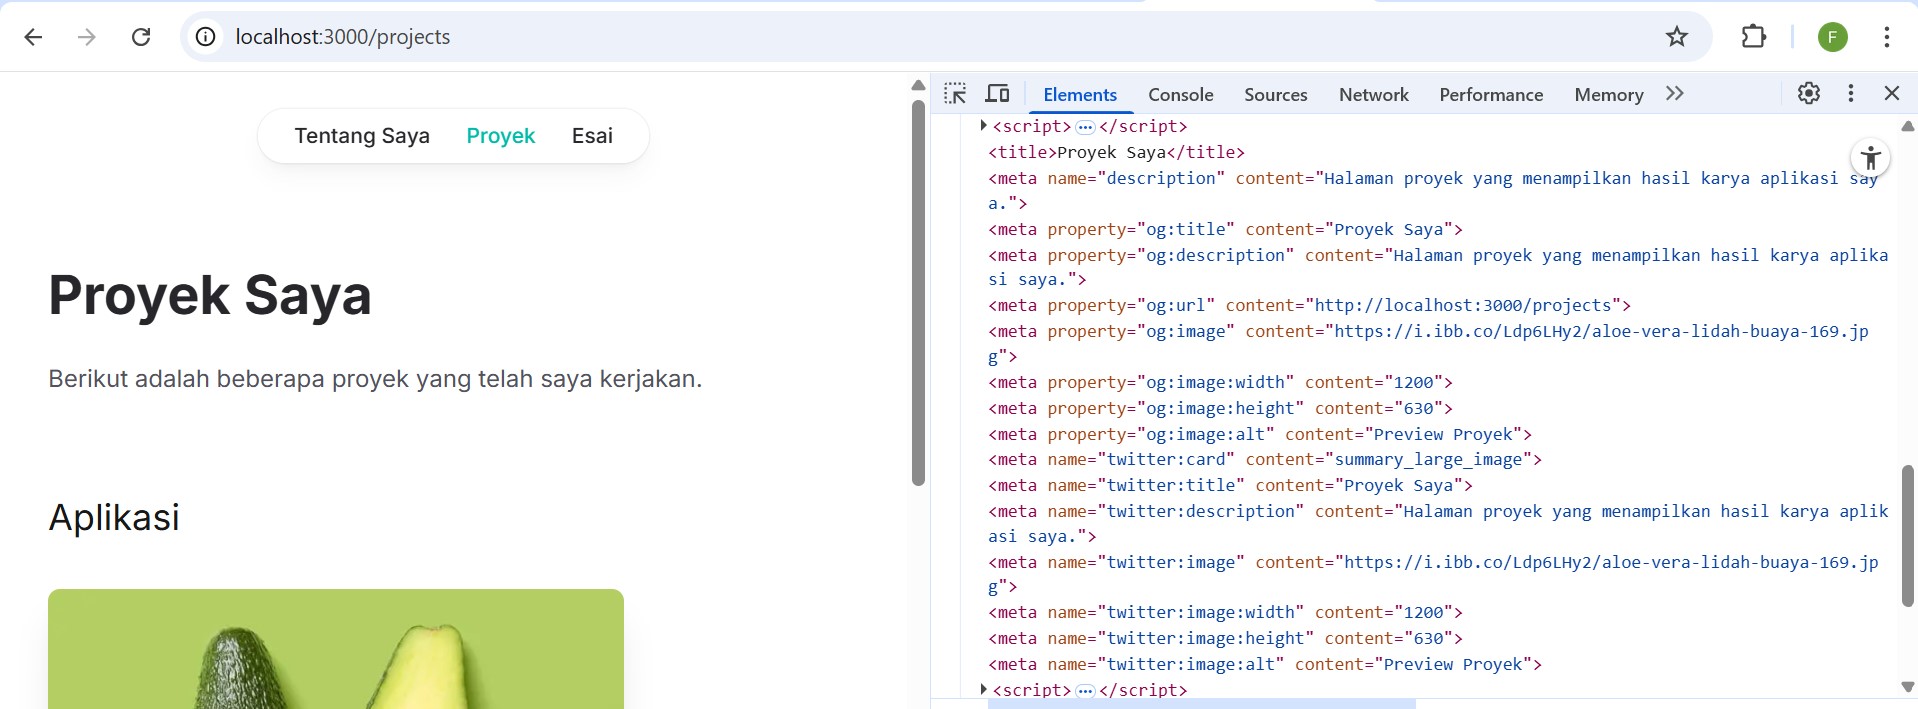 localhost:3000/projects
F
Tentang Saya Proyek Esai
Proyek Saya
Berikut adalah beberapa proyek yang telah saya kerjakan.
Aplikasi
Elements Console Sources Network Performance Memory
<script> … </script>
<title>Proyek Saya</title>
<meta name="description" content="Halaman proyek yang menampilkan hasil karya aplikasi say
a.">
<meta property="og:title" content="Proyek Saya">
<meta property="og:description" content="Halaman proyek yang menampilkan hasil karya aplika
si saya.">
<meta property="og:url" content="http://localhost:3000/projects">
<meta property="og:image" content="https://i.ibb.co/Ldp6LHy2/aloe-vera-lidah-buaya-169.jp
g">
<meta property="og:image:width" content="1200">
<meta property="og:image:height" content="630">
<meta property="og:image:alt" content="Preview Proyek">
<meta name="twitter:card" content="summary_large_image">
<meta name="twitter:title" content="Proyek Saya">
<meta name="twitter:description" content="Halaman proyek yang menampilkan hasil karya aplik
asi saya.">
<meta name="twitter:image" content="https://i.ibb.co/Ldp6LHy2/aloe-vera-lidah-buaya-169.jp
g">
<meta name="twitter:image:width" content="1200">
<meta name="twitter:image:height" content="630">
<meta name="twitter:image:alt" content="Preview Proyek">
<script> … </script>